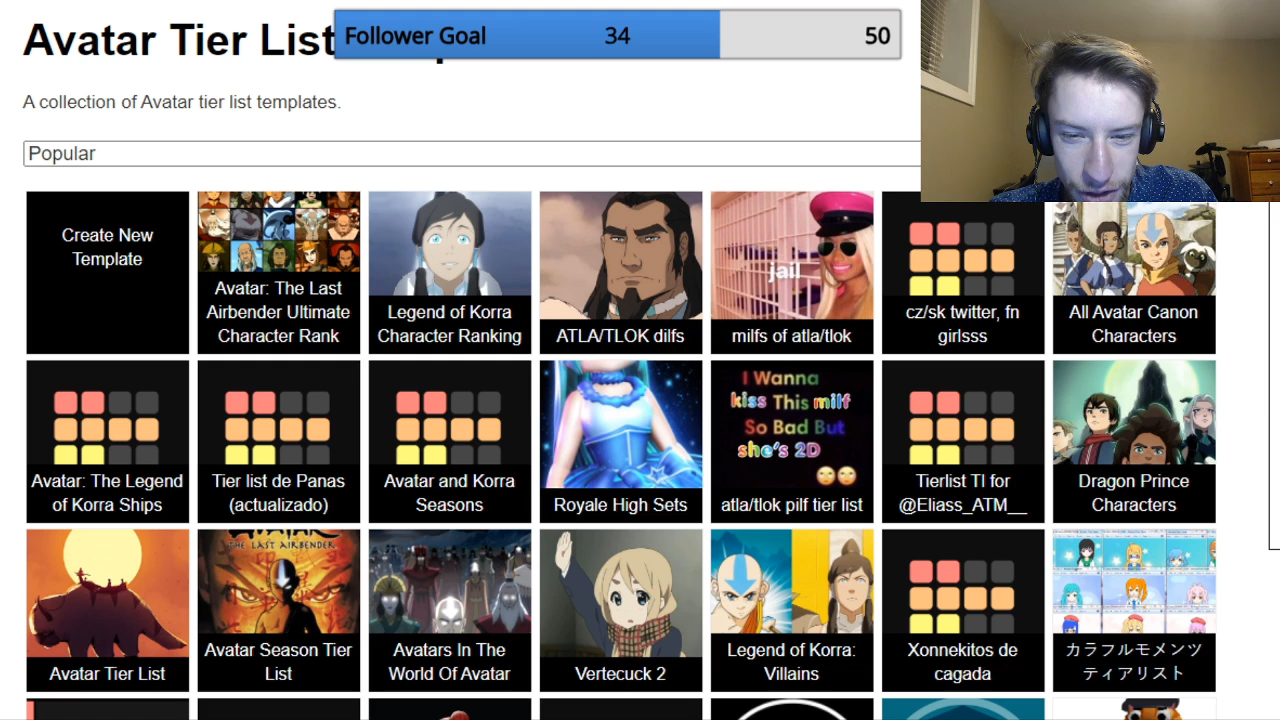 Avatar Tier List
Follower Goal 34 50
A collection of Avatar tier list templates.
Popular
Create New
Template
Avatar: The Last
Airbender Ultimate
Character Rank
Legend of Korra
Character Ranking
ATLA/TLOK dilfs
jail
milfs of atla/tlok
cz/sk twitter, fn
girlsss
All Avatar Canon
Characters
Avatar: The Legend
of Korra Ships
Tier list de Panas
(actualizado)
Avatar and Korra
Seasons
Royale High Sets
I Wanna
kiss This milf
So Bad But
she's 2D
atla/tlok pilf tier list
Tierlist TI for
@Eliass_ATM__
Dragon Prince
Characters
Avatar Tier List
AVATAR
THE LAST AIRBENDER
Avatar Season Tier
List
Avatars In The
World Of Avatar
Vertecuck 2
Legend of Korra:
Villains
Xonnekitos de
cagada
カラフルモメンツ
ティアリスト